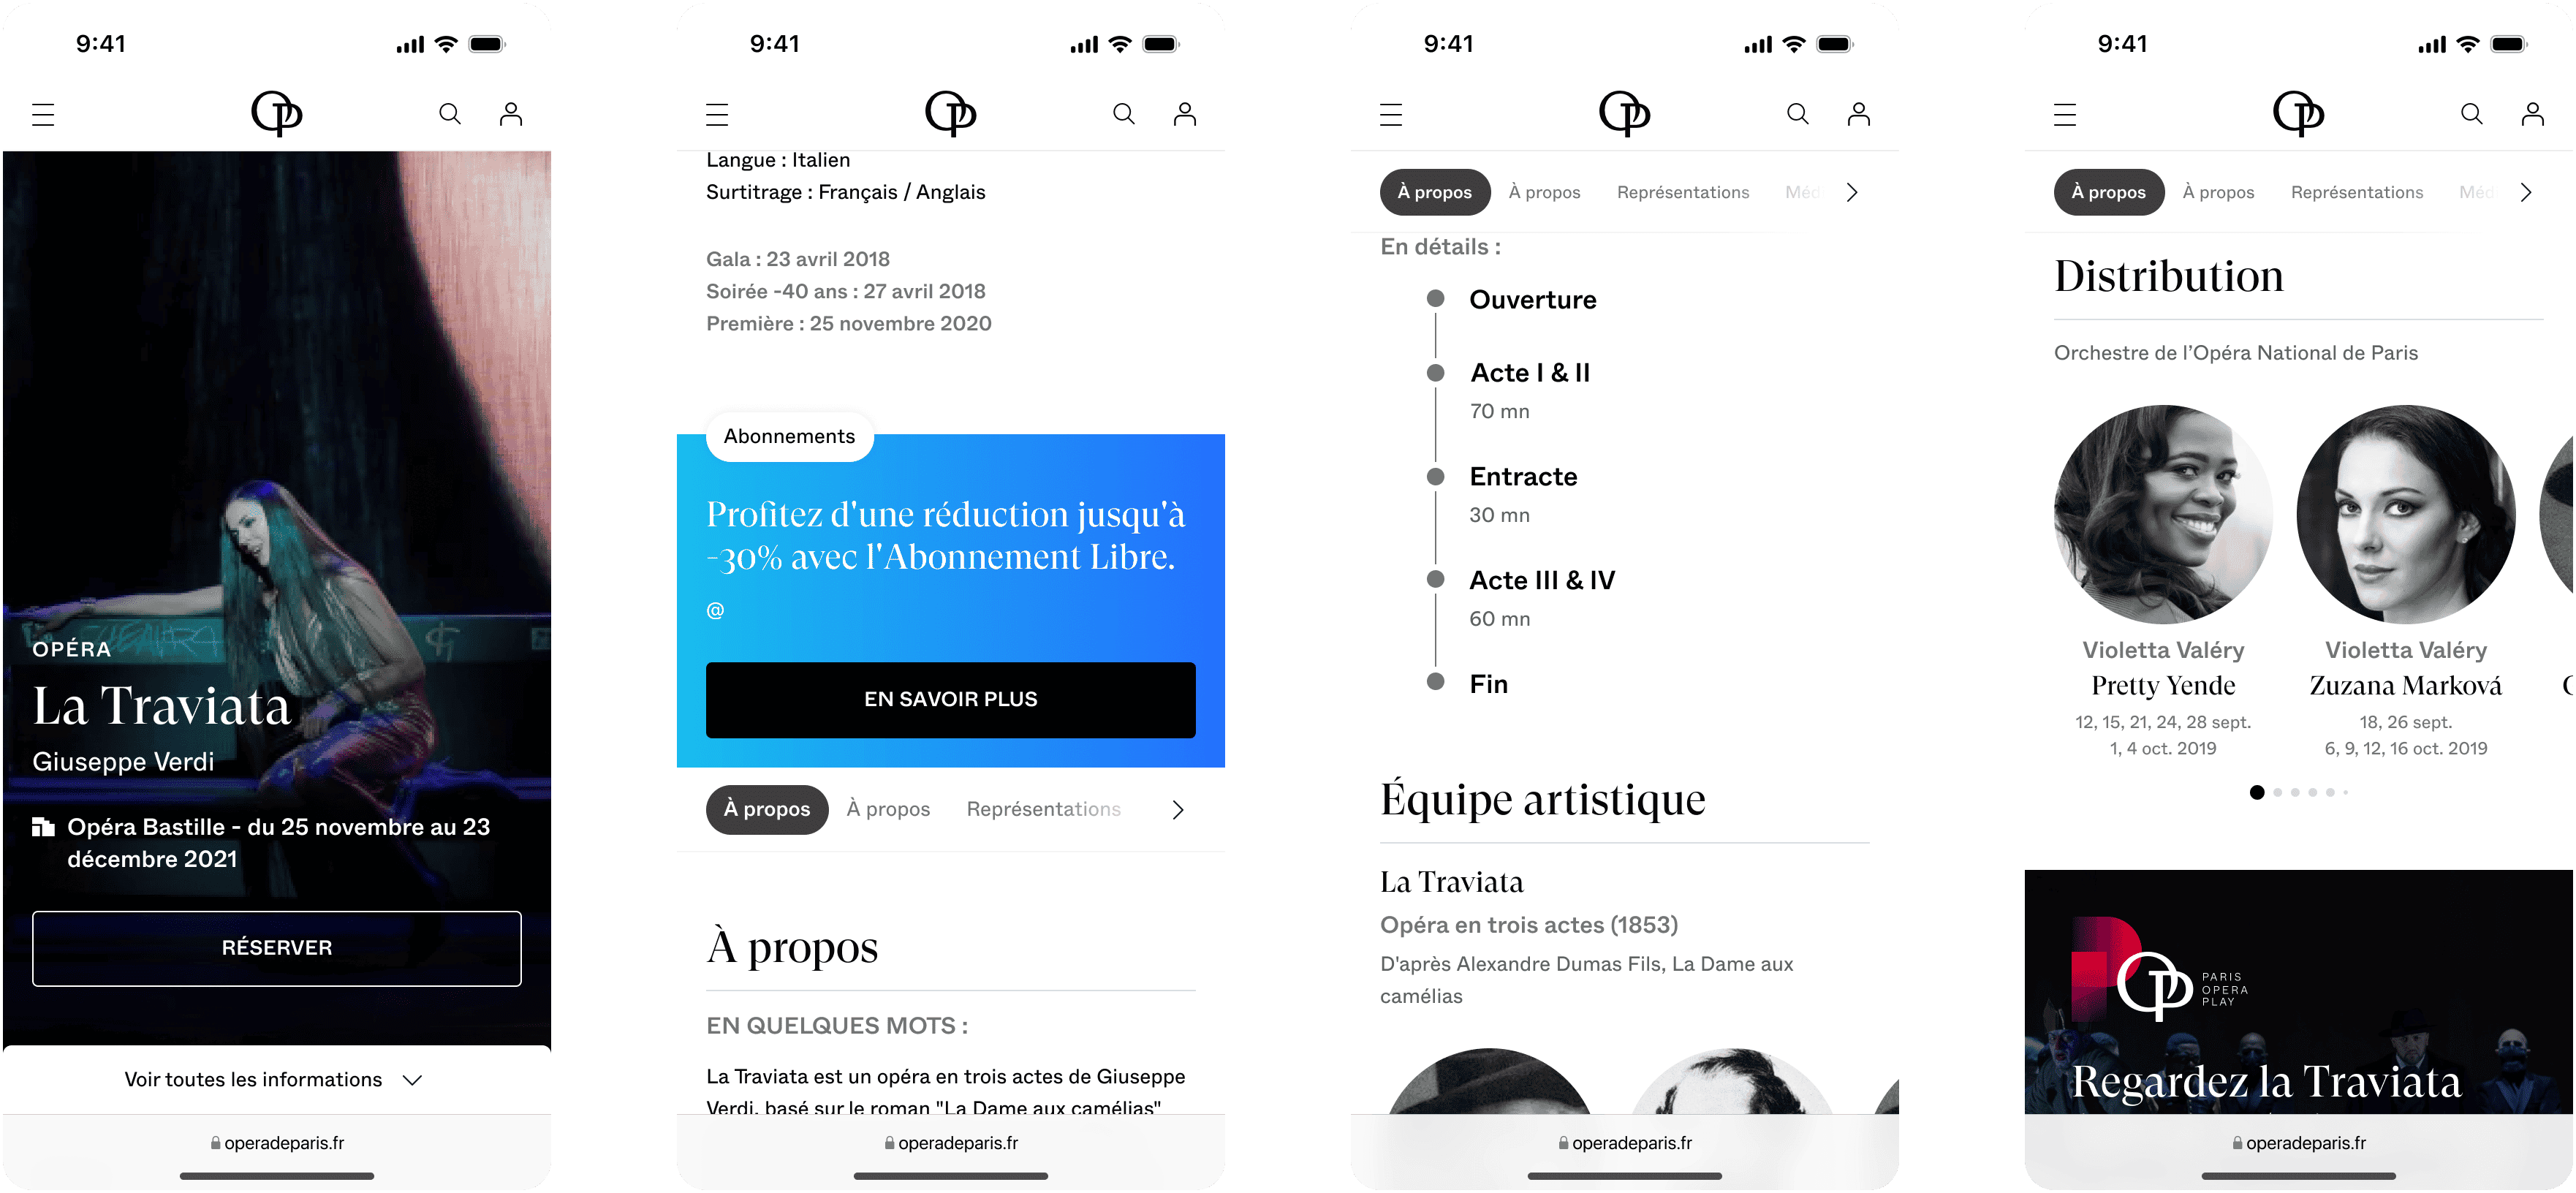 9:41
OPÉRA
La Traviata
Giuseppe Verdi
Opéra Bastille - du 25 novembre au 23
décembre 2021
RÉSERVER
Voir toutes les informations
operadeparis.fr
9:41
Langue : Italien
Surtitrage : Français / Anglais
Gala : 23 avril 2018
Soirée -40 ans : 27 avril 2018
Première : 25 novembre 2020
Abonnements
Profitez d'une réduction jusqu'à
-30% avec l'Abonnement Libre.
@
EN SAVOIR PLUS
À propos À propos Représentations
À propos
EN QUELQUES MOTS :
La Traviata est un opéra en trois actes de Giuseppe
Verdi, basé sur le roman "La Dame aux camélias"
operadeparis.fr
9:41
À propos À propos Représentations Méd
En détails :
Ouverture
Acte I & II
70 mn
Entracte
30 mn
Acte III & IV
60 mn
Fin
Équipe artistique
La Traviata
Opéra en trois actes (1853)
D'après Alexandre Dumas Fils, La Dame aux
camélias
operadeparis.fr
9:41
À propos À propos Représentations Méd
Distribution
Orchestre de l’Opéra National de Paris
Violetta Valéry
Pretty Yende
12, 15, 21, 24, 28 sept.
1, 4 oct. 2019
Violetta Valéry
Zuzana Marková
18, 26 sept.
6, 9, 12, 16 oct. 2019
PARIS
OPERA
PLAY
Regardez la Traviata
operadeparis.fr